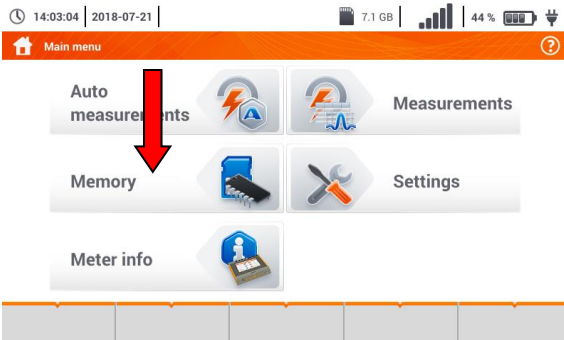 14:03:04 2018-07-21 7.1 GB 44 %
Main menu ?
Auto
measurements
Measurements
Memory
Settings
Meter info